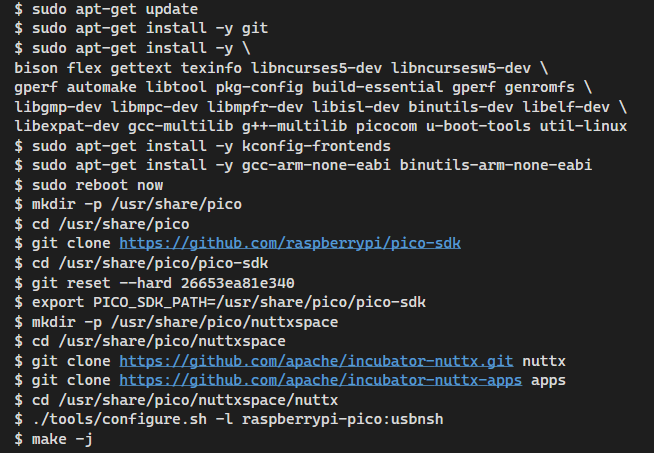 $ sudo apt-get update
$ sudo apt-get install -y git
$ sudo apt-get install -y \
bison flex gettext texinfo libncurses5-dev libncursesw5-dev \
gperf automake libtool pkg-config build-essential gperf genromfs \
libgmp-dev libmpc-dev libmpfr-dev libisl-dev binutils-dev libelf-dev \
libexpat-dev gcc-multilib g++-multilib picocom u-boot-tools util-linux
$ sudo apt-get install -y kconfig-frontends
$ sudo apt-get install -y gcc-arm-none-eabi binutils-arm-none-eabi
$ sudo reboot now
$ mkdir -p /usr/share/pico
$ cd /usr/share/pico
$ git clone https://github.com/raspberrypi/pico-sdk
$ cd /usr/share/pico/pico-sdk
$ git reset --hard 26653ea81e340
$ export PICO_SDK_PATH=/usr/share/pico/pico-sdk
$ mkdir -p /usr/share/pico/nuttxspace
$ cd /usr/share/pico/nuttxspace
$ git clone https://github.com/apache/incubator-nuttx.git nuttx
$ git clone https://github.com/apache/incubator-nuttx-apps apps
$ cd /usr/share/pico/nuttxspace/nuttx
$ ./tools/configure.sh -l raspberrypi-pico:usbnsh
$ make -j